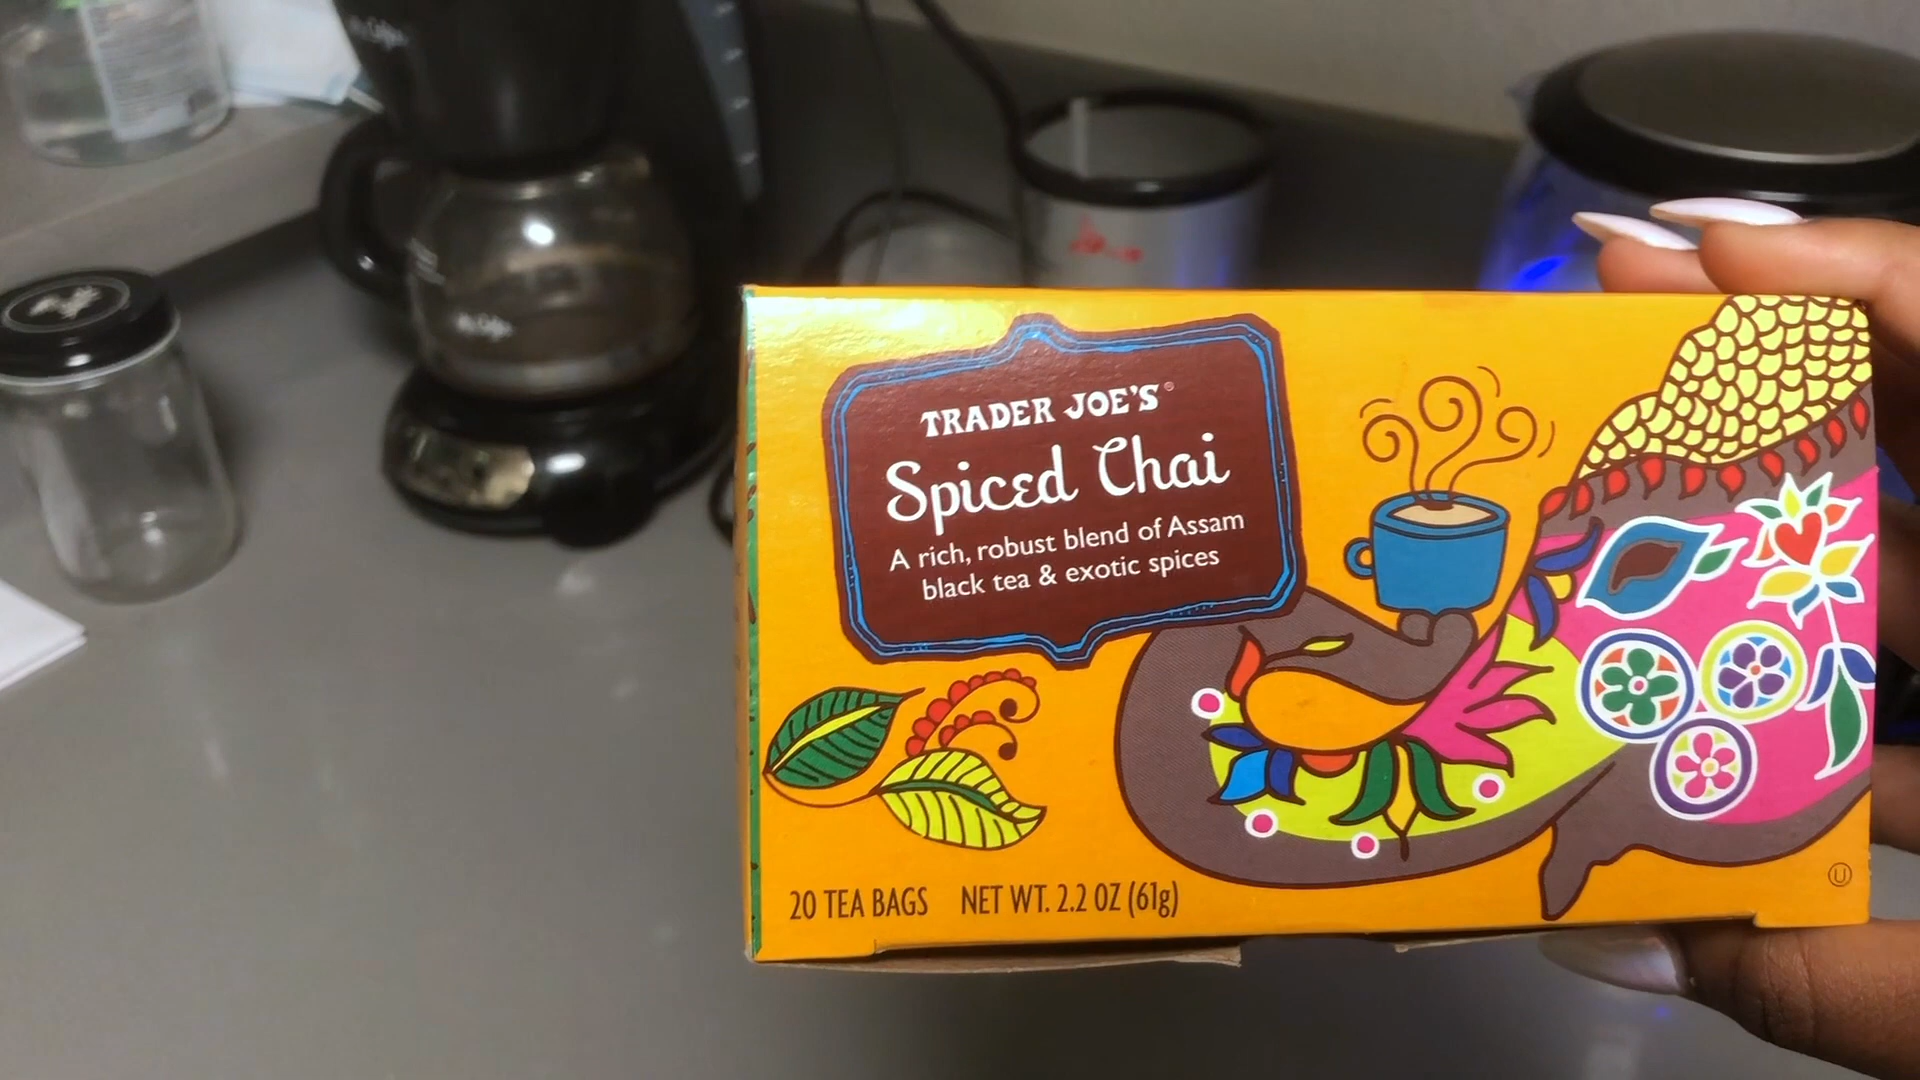 TRADER JOE'S®
Spiced Chai
A rich, robust blend of Assam
black tea & exotic spices
20 TEA BAGS NET WT. 2.2 OZ (61g)
U